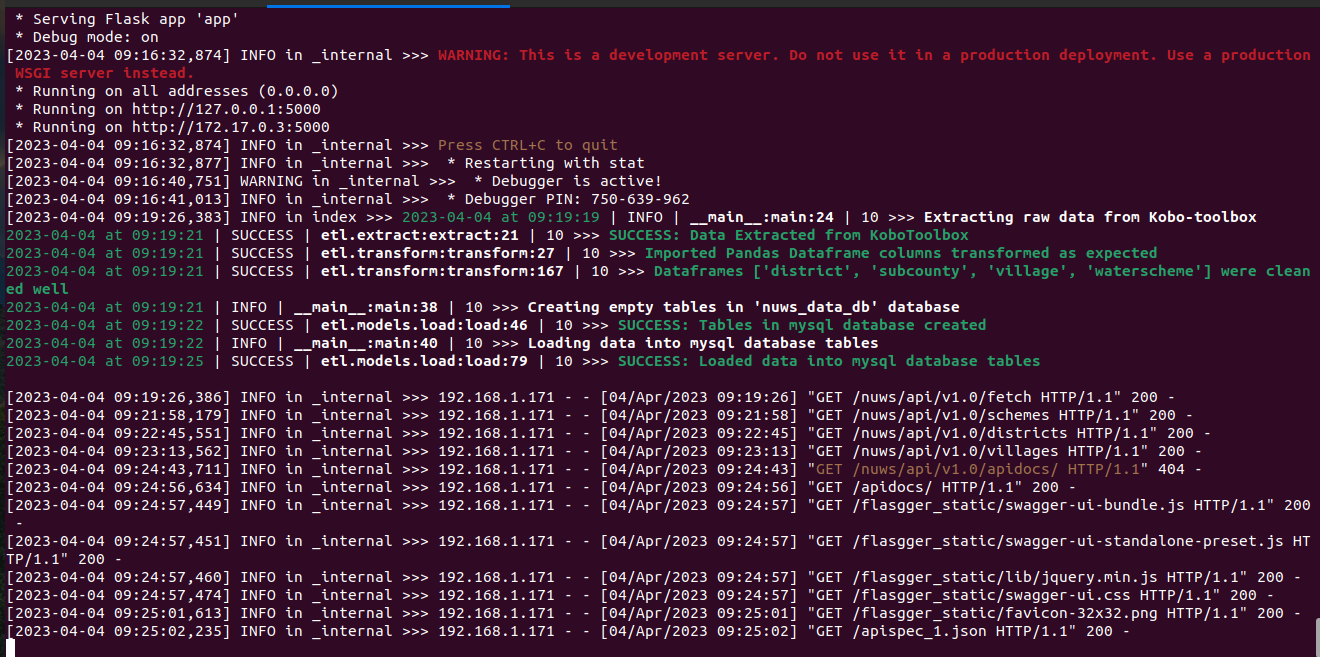 * Serving Flask app 'app'
* Debug mode: on
[2023-04-04 09:16:32,874] INFO in _internal >>> WARNING: This is a development server. Do not use it in a production deployment. Use a production
WSGI server instead.
* Running on all addresses (0.0.0.0)
* Running on http://127.0.0.1:5000
* Running on http://172.17.0.3:5000
[2023-04-04 09:16:32,874] INFO in _internal >>> Press CTRL+C to quit
[2023-04-04 09:16:32,877] INFO in _internal >>>  * Restarting with stat
[2023-04-04 09:16:40,751] WARNING in _internal >>>  * Debugger is active!
[2023-04-04 09:16:41,013] INFO in _internal >>>  * Debugger PIN: 750-639-962
[2023-04-04 09:19:26,383] INFO in index >>> 2023-04-04 at 09:19:19 | INFO | __main__:main:24 | 10 >>> Extracting raw data from Kobo-toolbox
2023-04-04 at 09:19:21 | SUCCESS | etl.extract:extract:21 | 10 >>> SUCCESS: Data Extracted from KoboToolbox
2023-04-04 at 09:19:21 | SUCCESS | etl.transform:transform:27 | 10 >>> Imported Pandas Dataframe columns transformed as expected
2023-04-04 at 09:19:21 | SUCCESS | etl.transform:transform:167 | 10 >>> Dataframes ['district', 'subcounty', 'village', 'waterscheme'] were clean
ed well
2023-04-04 at 09:19:21 | INFO | __main__:main:38 | 10 >>> Creating empty tables in 'nuws_data_db' database
2023-04-04 at 09:19:22 | SUCCESS | etl.models.load:load:46 | 10 >>> SUCCESS: Tables in mysql database created
2023-04-04 at 09:19:22 | INFO | __main__:main:40 | 10 >>> Loading data into mysql database tables
2023-04-04 at 09:19:25 | SUCCESS | etl.models.load:load:79 | 10 >>> SUCCESS: Loaded data into mysql database tables
[2023-04-04 09:19:26,386] INFO in _internal >>> 192.168.1.171 - - [04/Apr/2023 09:19:26] "GET /nuws/api/v1.0/fetch HTTP/1.1" 200 -
[2023-04-04 09:21:58,179] INFO in _internal >>> 192.168.1.171 - - [04/Apr/2023 09:21:58] "GET /nuws/api/v1.0/schemes HTTP/1.1" 200 -
[2023-04-04 09:22:45,551] INFO in _internal >>> 192.168.1.171 - - [04/Apr/2023 09:22:45] "GET /nuws/api/v1.0/districts HTTP/1.1" 200 -
[2023-04-04 09:23:13,562] INFO in _internal >>> 192.168.1.171 - - [04/Apr/2023 09:23:13] "GET /nuws/api/v1.0/villages HTTP/1.1" 200 -
[2023-04-04 09:24:43,711] INFO in _internal >>> 192.168.1.171 - - [04/Apr/2023 09:24:43] "GET /nuws/api/v1.0/apidocs/ HTTP/1.1" 404 -
[2023-04-04 09:24:56,634] INFO in _internal >>> 192.168.1.171 - - [04/Apr/2023 09:24:56] "GET /apidocs/ HTTP/1.1" 200 -
[2023-04-04 09:24:57,449] INFO in _internal >>> 192.168.1.171 - - [04/Apr/2023 09:24:57] "GET /flasgger_static/swagger-ui-bundle.js HTTP/1.1" 200
-
[2023-04-04 09:24:57,451] INFO in _internal >>> 192.168.1.171 - - [04/Apr/2023 09:24:57] "GET /flasgger_static/swagger-ui-standalone-preset.js HT
TP/1.1" 200 -
[2023-04-04 09:24:57,460] INFO in _internal >>> 192.168.1.171 - - [04/Apr/2023 09:24:57] "GET /flasgger_static/lib/jquery.min.js HTTP/1.1" 200 -
[2023-04-04 09:24:57,474] INFO in _internal >>> 192.168.1.171 - - [04/Apr/2023 09:24:57] "GET /flasgger_static/swagger-ui.css HTTP/1.1" 200 -
[2023-04-04 09:25:01,613] INFO in _internal >>> 192.168.1.171 - - [04/Apr/2023 09:25:01] "GET /flasgger_static/favicon-32x32.png HTTP/1.1" 200 -
[2023-04-04 09:25:02,235] INFO in _internal >>> 192.168.1.171 - - [04/Apr/2023 09:25:02] "GET /apispec_1.json HTTP/1.1" 200 -